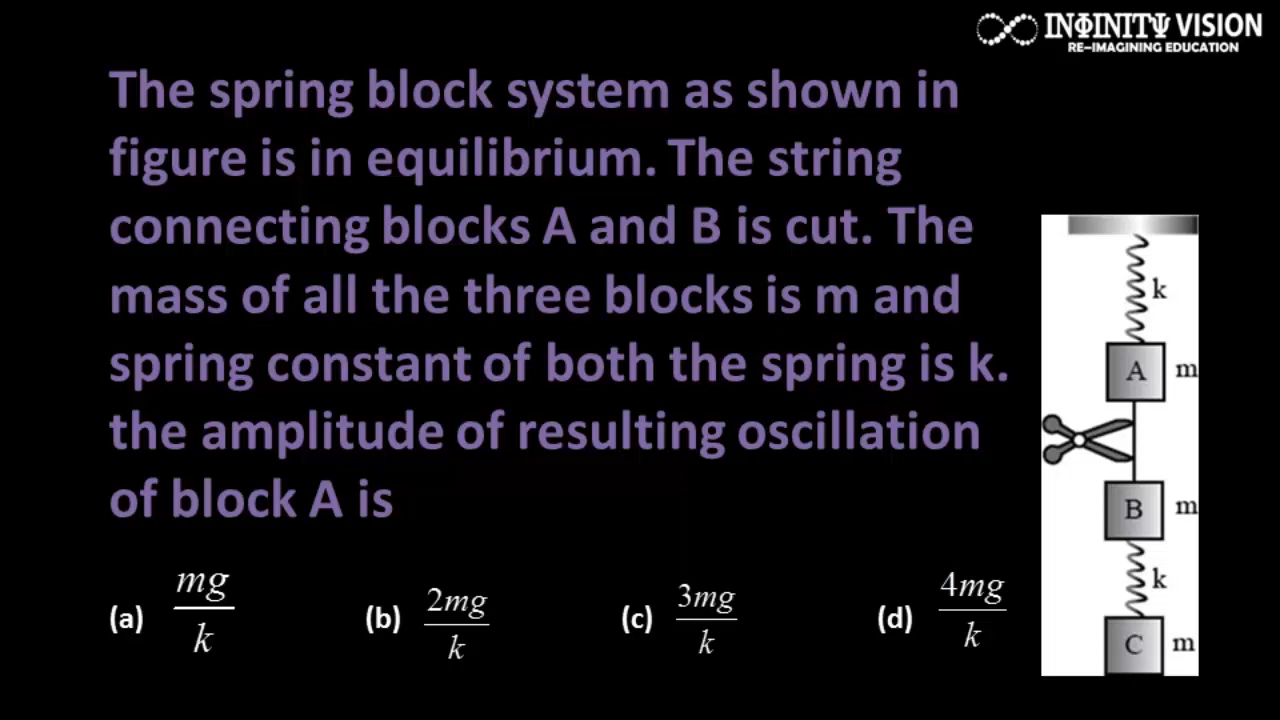 INΦINITΨ VISION
RE-IMAGINING EDUCATION
The spring block system as shown in
figure is in equilibrium. The string
connecting blocks A and B is cut. The
mass of all the three blocks is m and
spring constant of both the spring is k.
the amplitude of resulting oscillation
of block A is
(a) mg/k (b) 2mg/k (c) 3mg/k (d) 4mg/k
k
A m
B m
k
C m